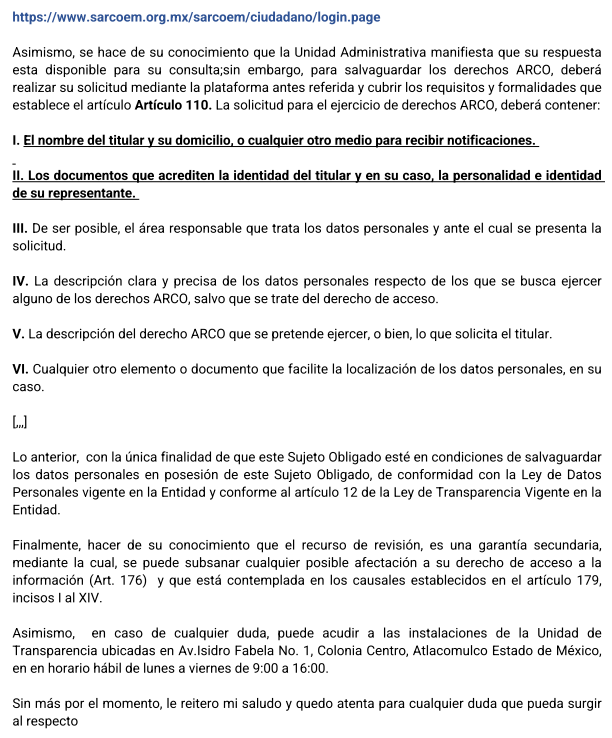 https://www.sarcoem.org.mx/sarcoem/ciudadano/login.page
Asimismo, se hace de su conocimiento que la Unidad Administrativa manifiesta que su respuesta
esta disponible para su consulta;sin embargo, para salvaguardar los derechos ARCO, deberá
realizar su solicitud mediante la plataforma antes referida y cubrir los requisitos y formalidades que
establece el artículo Artículo 110. La solicitud para el ejercicio de derechos ARCO, deberá contener:
I. El nombre del titular y su domicilio, o cualquier otro medio para recibir notificaciones.
II. Los documentos que acrediten la identidad del titular y en su caso, la personalidad e identidad
de su representante.
III. De ser posible, el área responsable que trata los datos personales y ante el cual se presenta la
solicitud.
IV. La descripción clara y precisa de los datos personales respecto de los que se busca ejercer
alguno de los derechos ARCO, salvo que se trate del derecho de acceso.
V. La descripción del derecho ARCO que se pretende ejercer, o bien, lo que solicita el titular.
VI. Cualquier otro elemento o documento que facilite la localización de los datos personales, en su
caso.
[,,,]
Lo anterior, con la única finalidad de que este Sujeto Obligado esté en condiciones de salvaguardar
los datos personales en posesión de este Sujeto Obligado, de conformidad con la Ley de Datos
Personales vigente en la Entidad y conforme al artículo 12 de la Ley de Transparencia Vigente en la
Entidad.
Finalmente, hacer de su conocimiento que el recurso de revisión, es una garantía secundaria,
mediante la cual, se puede subsanar cualquier posible afectación a su derecho de acceso a la
información (Art. 176) y que está contemplada en los causales establecidos en el artículo 179,
incisos I al XIV.
Asimismo, en caso de cualquier duda, puede acudir a las instalaciones de la Unidad de
Transparencia ubicadas en Av.Isidro Fabela No. 1, Colonia Centro, Atlacomulco Estado de México,
en en horario hábil de lunes a viernes de 9:00 a 16:00.
Sin más por el momento, le reitero mi saludo y quedo atenta para cualquier duda que pueda surgir
al respecto